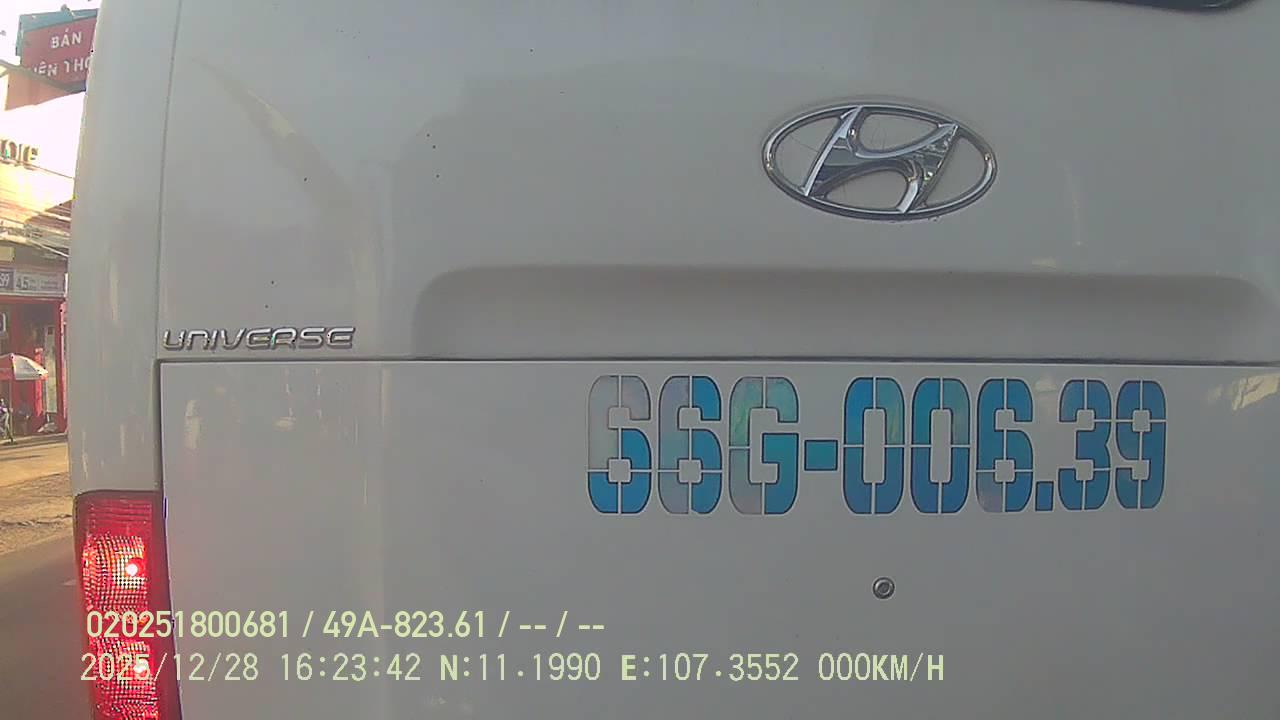 BÁN
UNIVERSE
66G-006.39
020251800681 / 49A-823.61 / -- / --
2025/12/28 16:23:42 N:11.1990 E:107.3552 000KM/H